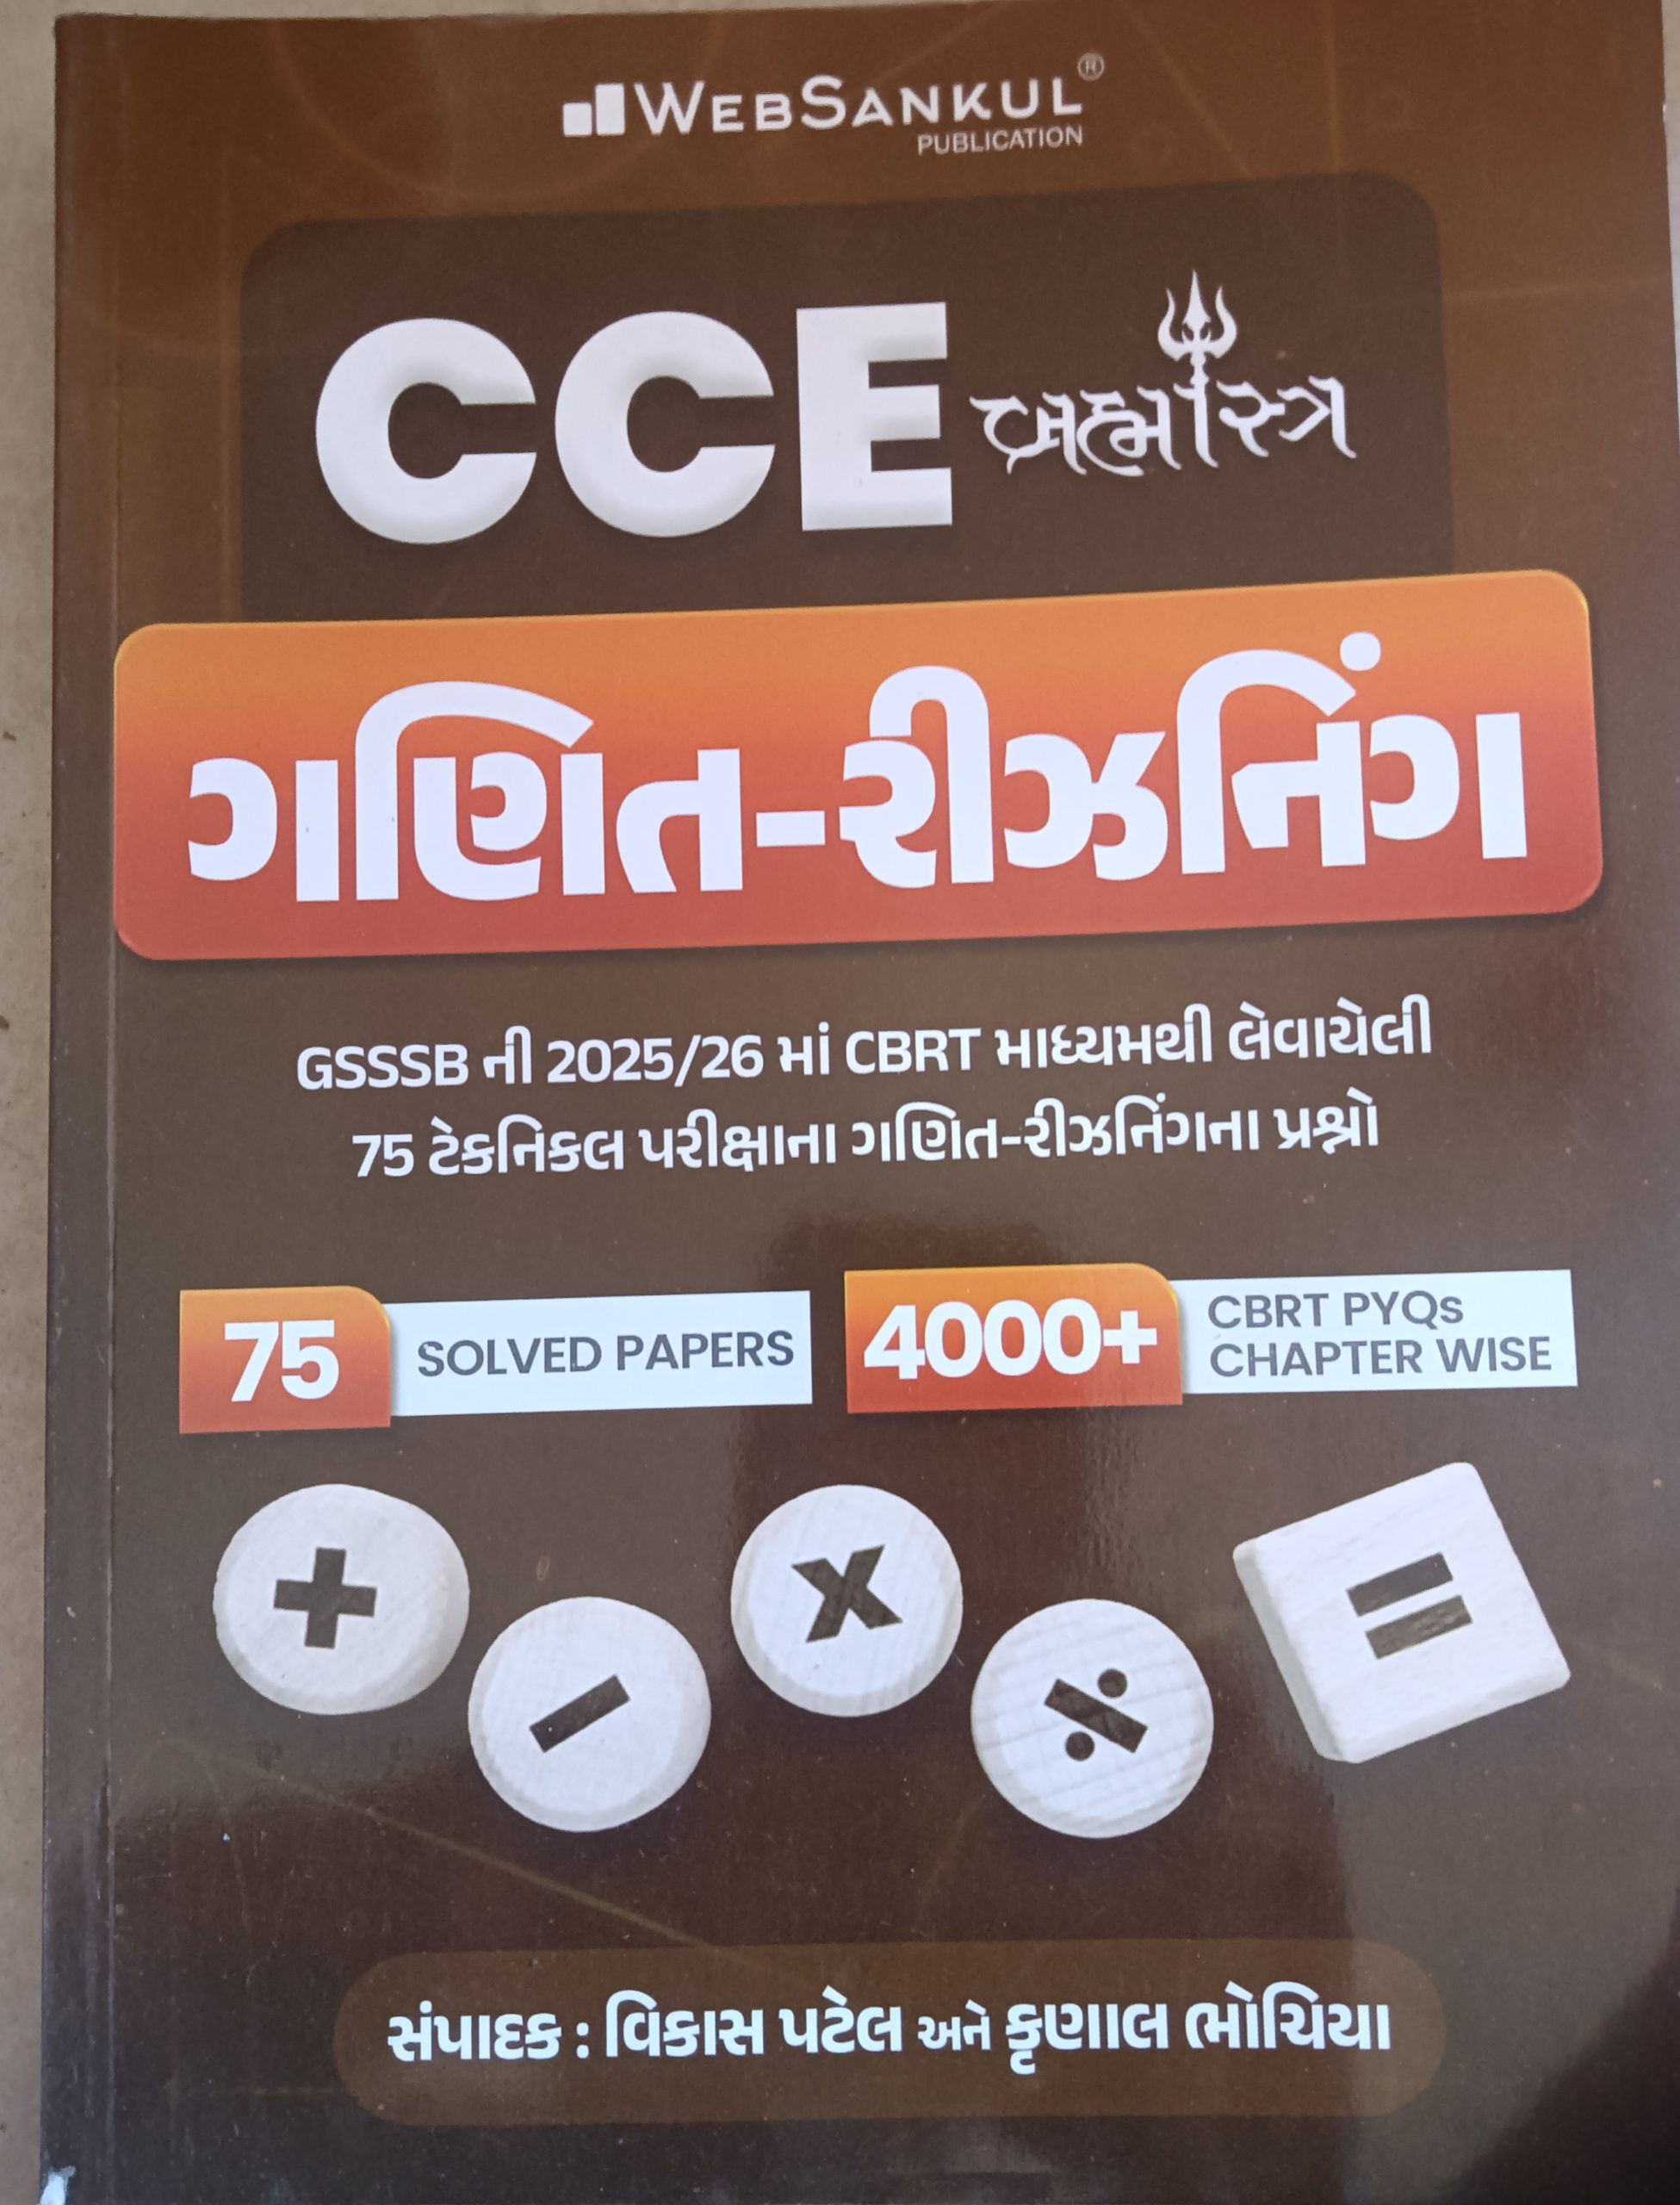 WEBSANKUL®
PUBLICATION
CCE બ્રહ્માસ્ત્ર
ગણિત-રીઝનિંગ
GSSSB ની 2025/26 માં CBRT માધ્યમથી લેવાયેલી
75 ટેકનિકલ પરીક્ષાના ગણિત-રીઝનિંગના પ્રશ્નો
75 SOLVED PAPERS
4000+ CBRT PYQs
CHAPTER WISE
+ - x ÷ =
સંપાદક : વિકાસ પટેલ અને કૃણાલ ભોચિયા